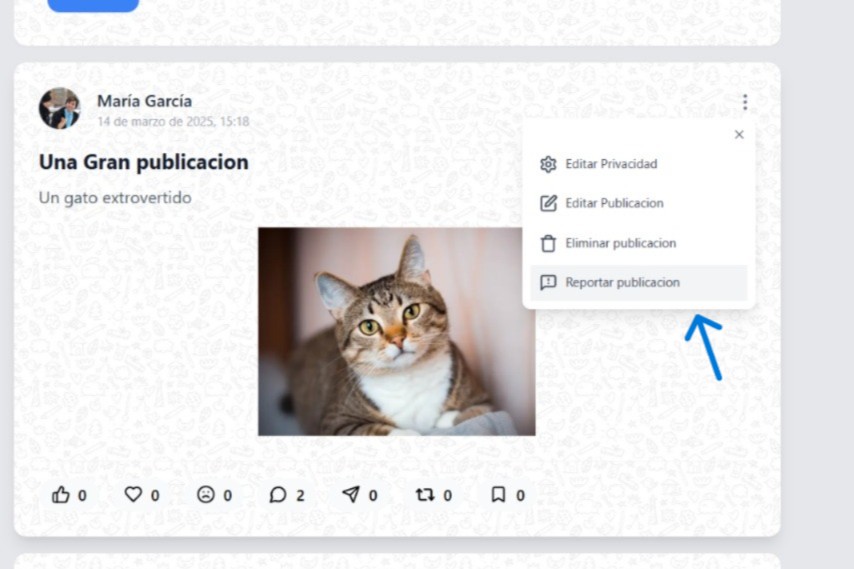 María García
14 de marzo de 2025, 15:18
Una Gran publicacion
Un gato extrovertido
Editar Privacidad
Editar Publicacion
Eliminar publicacion
Reportar publicacion
0 0 0 2 0 0 0